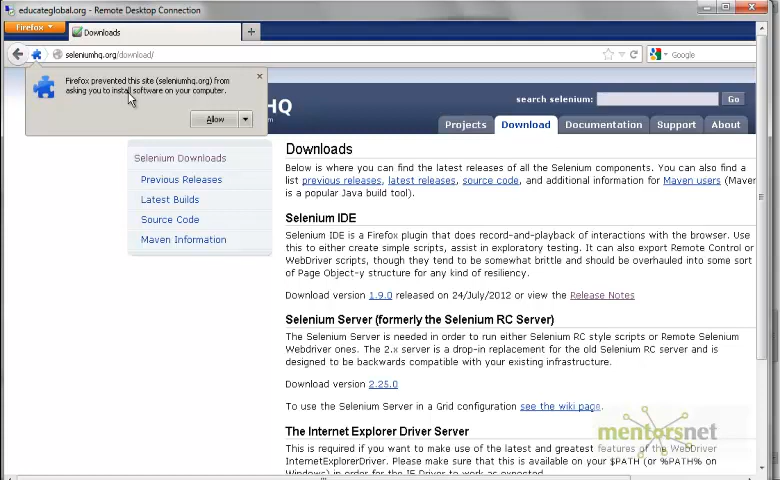 educateglobal.org - Remote Desktop Connection
Firefox
Downloads
seleniumhq.org/download/
Google
Firefox prevented this site (seleniumhq.org) from
asking you to install software on your computer.
Allow
HQ
search selenium:
Go
Projects
Download
Documentation
Support
About
Selenium Downloads
Previous Releases
Latest Builds
Source Code
Maven Information
Downloads
Below is where you can find the latest releases of all the Selenium components. You can also find a
list previous releases, latest releases, source code, and additional information for Maven users (Maven
is a popular Java build tool).
Selenium IDE
Selenium IDE is a Firefox plugin that does record-and-playback of interactions with the browser. Use
this to either create simple scripts, assist in exploratory testing. It can also export Remote Control or
WebDriver scripts, though they tend to be somewhat brittle and should be overhauled into some sort
of Page Object-y structure for any kind of resiliency.
Download version 1.9.0 released on 24/July/2012 or view the Release Notes
Selenium Server (formerly the Selenium RC Server)
The Selenium Server is needed in order to run either Selenium RC style scripts or Remote Selenium
Webdriver ones. The 2.x server is a drop-in replacement for the old Selenium RC server and is
designed to be backwards compatible with your existing infrastructure.
Download version 2.25.0
To use the Selenium Server in a Grid configuration see the wiki page.
mentorsnet
The Internet Explorer Driver Server
This is required if you want to make use of the latest and greatest features of the WebDriver
InternetExplorerDriver. Please make sure that this is available on your $PATH (or %PATH% on
Windows) in order for the IE Driver to work as expected.